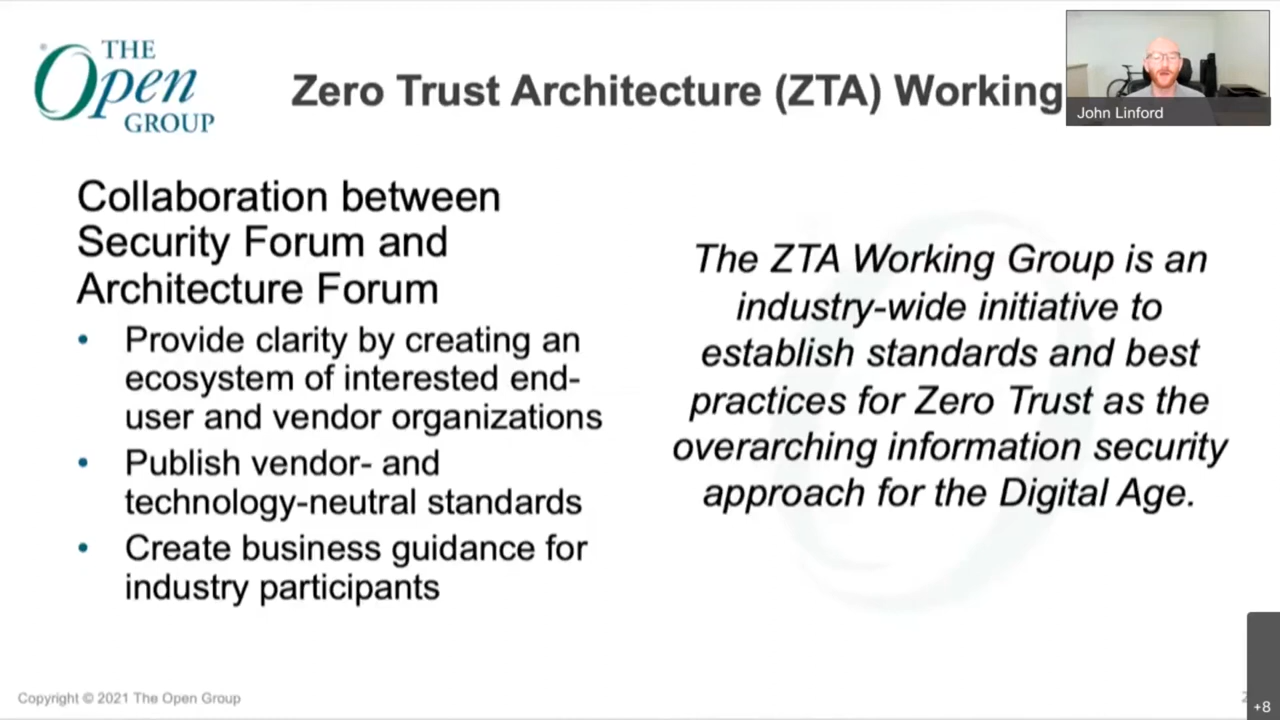 THE
Open
GROUP
Zero Trust Architecture (ZTA) Working
John Linford
Collaboration between
Security Forum and
Architecture Forum
• Provide clarity by creating an
ecosystem of interested end-
user and vendor organizations
• Publish vendor- and
technology-neutral standards
• Create business guidance for
industry participants
The ZTA Working Group is an
industry-wide initiative to
establish standards and best
practices for Zero Trust as the
overarching information security
approach for the Digital Age.
Copyright © 2021 The Open Group
+8